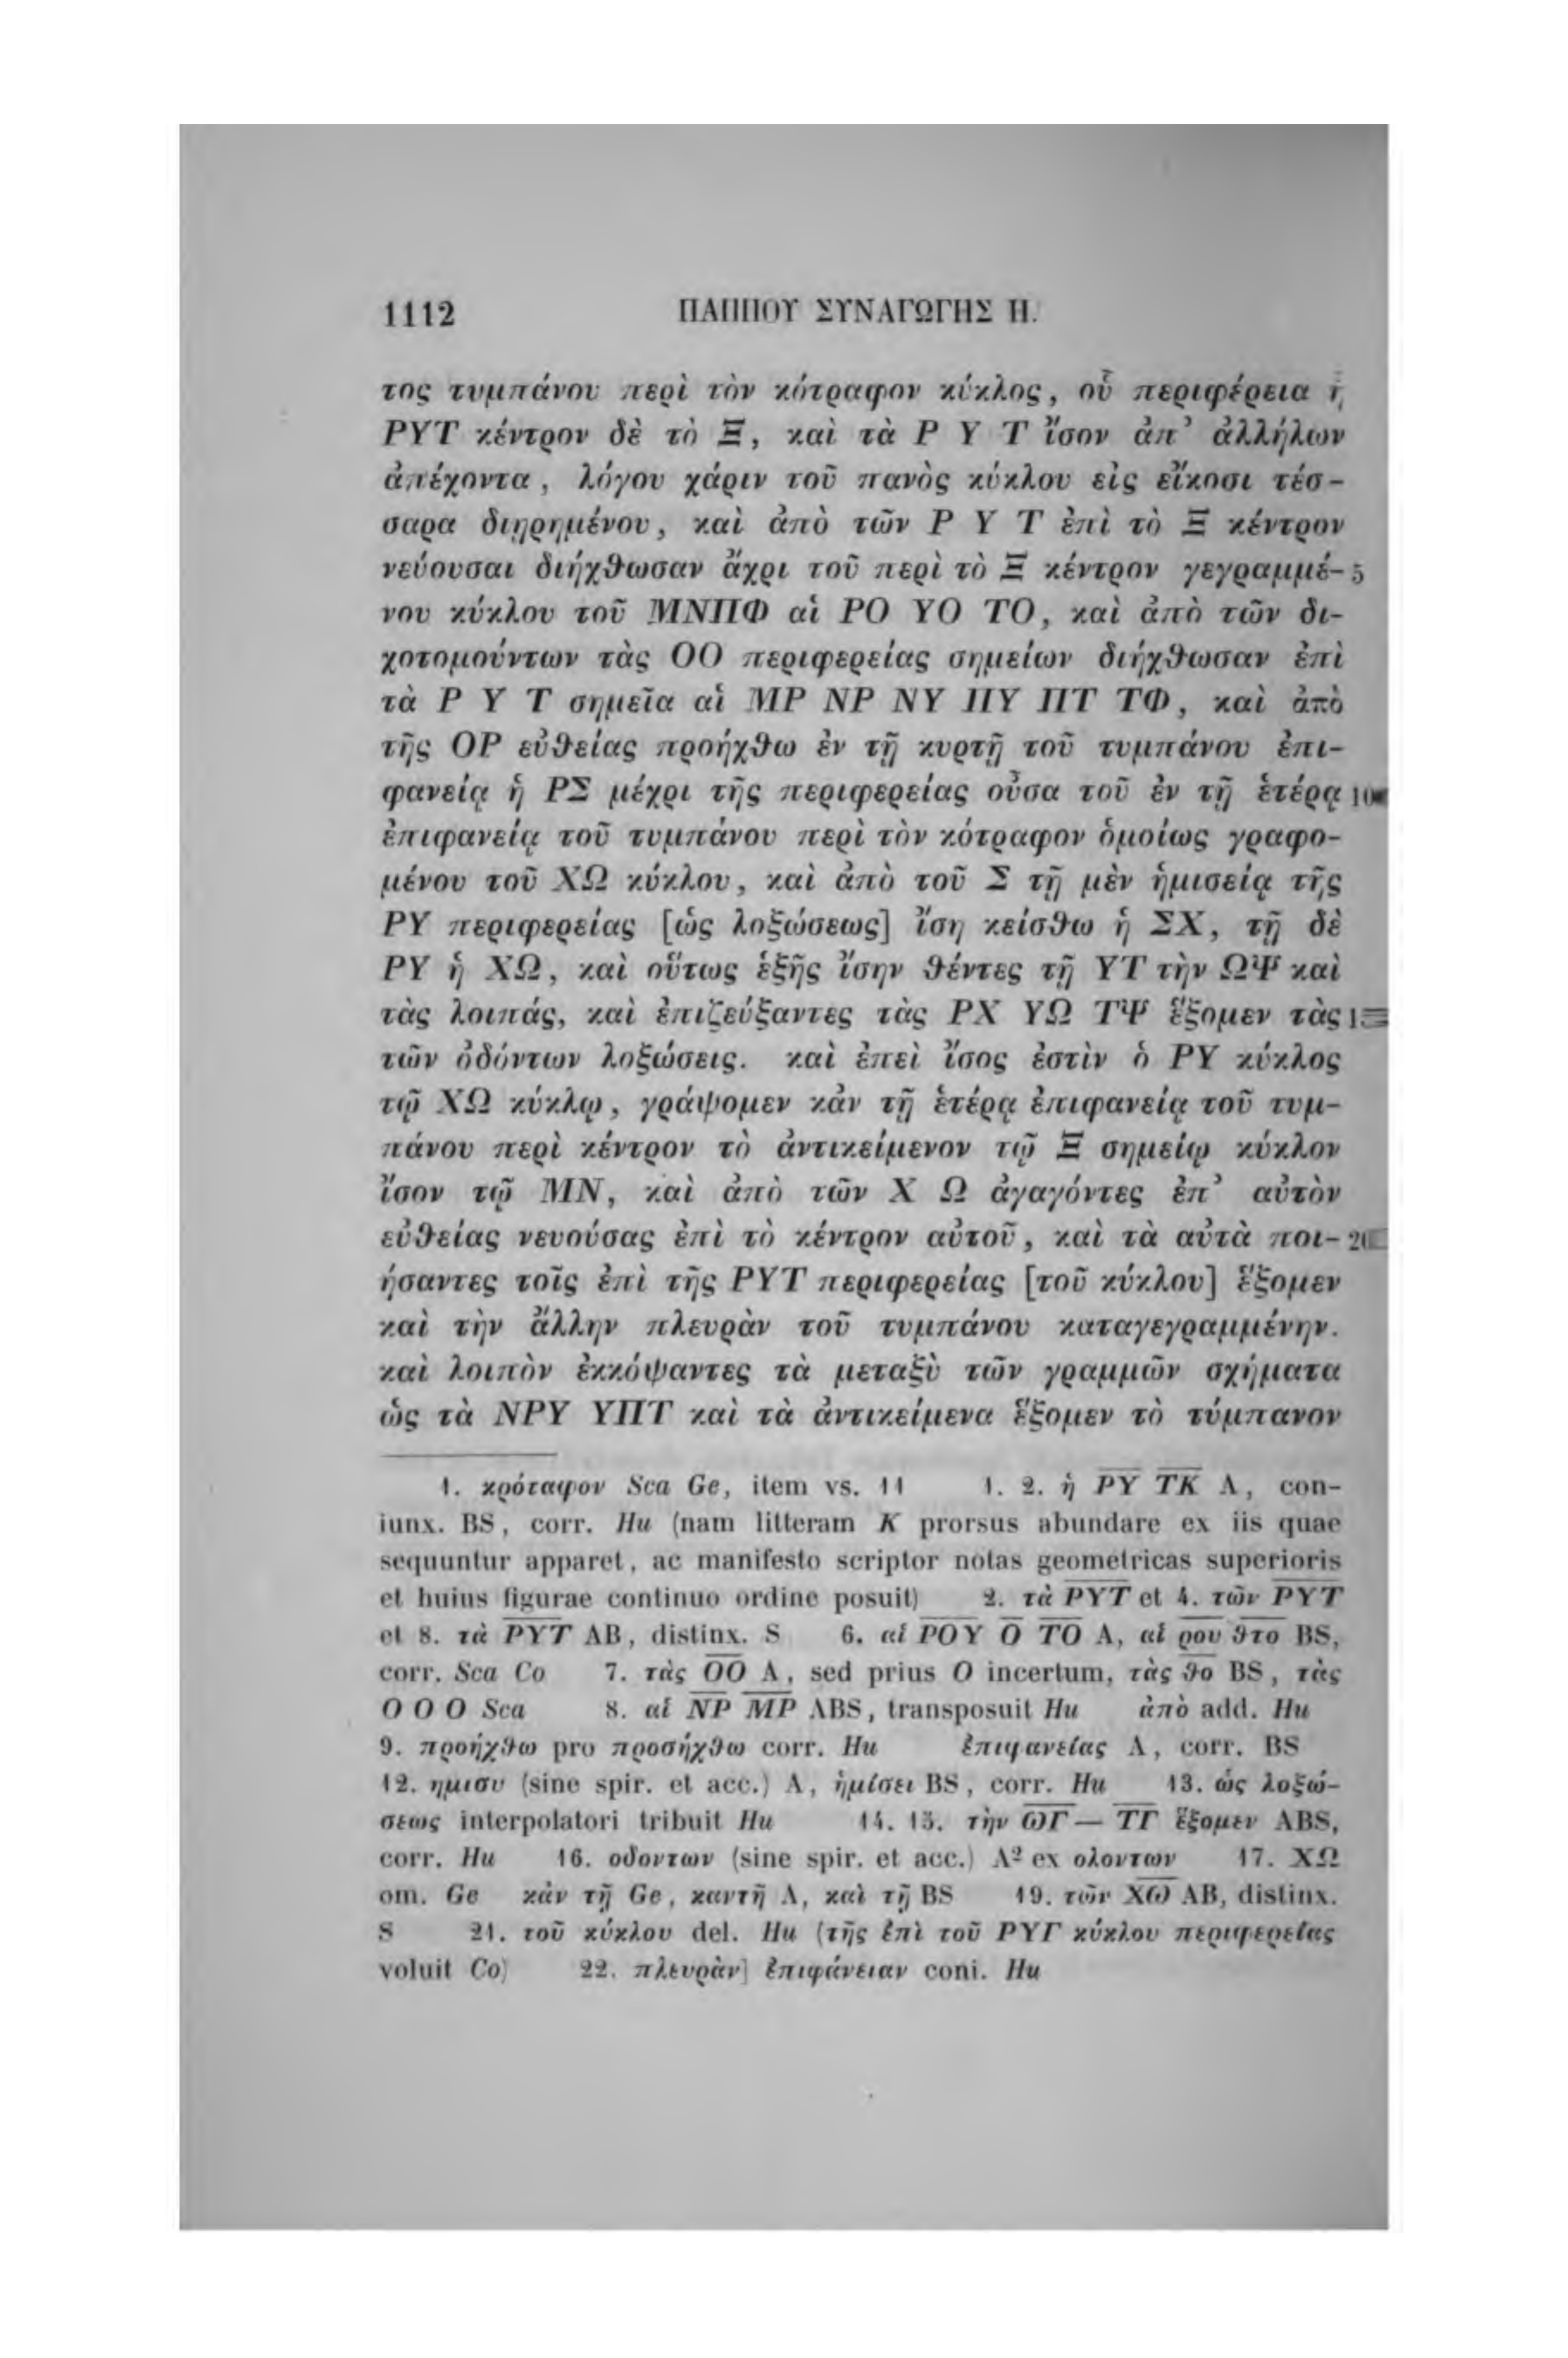 1112 ΠΑΠΠΟΥ ΣΥΝΑΓΩΓΗΣ Η.
τος τυμπάνου περὶ τὸν κότραφον κύκλος, οὗ περιφέρεια ἡ
ΡΥΤ κέντρον δὲ τὸ Ξ, καὶ τὰ Ρ Υ Τ ἴσον ἀπ' ἀλλήλων
ἀπέχοντα, λόγου χάριν τοῦ πανὸς κύκλου εἰς εἴκοσι τέσ-
σαρα διῃρημένου, καὶ ἀπὸ τῶν Ρ Υ Τ ἐπὶ τὸ Ξ κέντρον
νεύουσαι διήχθωσαν ἄχρι τοῦ περὶ τὸ Ξ κέντρον γεγραμμέ- 5
νου κύκλου τοῦ ΜΝΠΦ αἱ ΡΟ ΥΟ ΤΟ, καὶ ἀπὸ τῶν δι-
χοτομούντων τὰς ΟΟ περιφερείας σημείων διήχθωσαν ἐπὶ
τὰ Ρ Υ Τ σημεῖα αἱ ΜΡ ΝΡ ΝΥ ΠΥ ΠΤ ΤΦ, καὶ ἀπὸ
τῆς ΟΡ εὐθείας προήχθω ἐν τῇ κυρτῇ τοῦ τυμπάνου ἐπι-
φανείᾳ ἡ ΡΣ μέχρι τῆς περιφερείας οὖσα τοῦ ἐν τῇ ἑτέρᾳ 10
ἐπιφανείᾳ τοῦ τυμπάνου περὶ τὸν κότραφον ὁμοίως γραφο-
μένου τοῦ ΧΩ κύκλου, καὶ ἀπὸ τοῦ Σ τῇ μὲν ἡμισείᾳ τῆς
ΡΥ περιφερείας [ὡς λοξώσεως] ἴση κείσθω ἡ ΣΧ, τῇ δὲ
ΡΥ ἡ ΧΩ, καὶ οὕτως ἑξῆς ἴσην θέντες τῇ ΥΤ τὴν ΩΨ καὶ
τὰς λοιπάς, καὶ ἐπιζεύξαντες τὰς ΡΧ ΥΩ ΤΨ ἕξομεν τὰς
τῶν ὀδόντων λοξώσεις. καὶ ἐπεὶ ἴσος ἐστὶν ὁ ΡΥ κύκλος
τῷ ΧΩ κύκλῳ, γράψομεν κἀν τῇ ἑτέρᾳ ἐπιφανείᾳ τοῦ τυμ-
πάνου περὶ κέντρον τὸ ἀντικείμενον τῷ Ξ σημείῳ κύκλον
ἴσον τῷ ΜΝ, καὶ ἀπὸ τῶν Χ Ω ἀγαγόντες ἐπ' αὐτὸν
εὐθείας νευούσας ἐπὶ τὸ κέντρον αὐτοῦ, καὶ τὰ αὐτὰ ποι- 20
ήσαντες τοῖς ἐπὶ τῆς ΡΥΤ περιφερείας [τοῦ κύκλου] ἕξομεν
καὶ τὴν ἄλλην πλευρὰν τοῦ τυμπάνου καταγεγραμμένην.
καὶ λοιπὸν ἐκκόψαντες τὰ μεταξὺ τῶν γραμμῶν σχήματα
ὡς τὰ ΝΡΥ ΥΠΤ καὶ τὰ ἀντικείμενα ἕξομεν τὸ τύμπανον
1. κρόταφον Sca Ge, item vs. 11 1. 2. ἡ ΡΥ ΤΚ A, con-
iunx. BS, corr. Hu (nam litteram K prorsus abundare ex iis quae
sequuntur apparet, ac manifesto scriptor notas geometricas superioris
et huius figurae continuo ordine posuit) 2. τὰ ΡΥΤ et 4. τῶν ΡΥΤ
et 8. τὰ ΡΥΤ AB, distinx. S 6. αἱ ΡΟΥ Ο ΤΟ A, αἱ ρου θτο BS,
corr. Sca Co 7. τὰς ΟΟ A, sed prius O incertum, τὰς θο BS, τὰς
Ο Ο Ο Sca 8. αἱ ΝΡ ΜΡ ABS, transposuit Hu ἀπὸ add. Hu
9. προήχθω pro προσήχθω corr. Hu ἐπιφανείας A, corr. BS
12. ημισυ (sine spir. et acc.) A, ἡμίσει BS, corr. Hu 13. ὡς λοξώ-
σεως interpolatori tribuit Hu 14. 15. τὴν ΩΓ — ΤΓ ἕξομεν ABS,
corr. Hu 16. οδοντων (sine spir. et acc.) A² ex ολοντων 17. ΧΩ
om. Ge κἀν τῇ Ge, καντῆ A, καὶ τῇ BS 19. τῶν ΧΩ AB, distinx.
S 21. τοῦ κύκλου del. Hu (τῆς ἐπὶ τοῦ ΡΥΓ κύκλου περιφερείας
voluit Co) 22. πλευρὰν] ἐπιφάνειαν coni. Hu